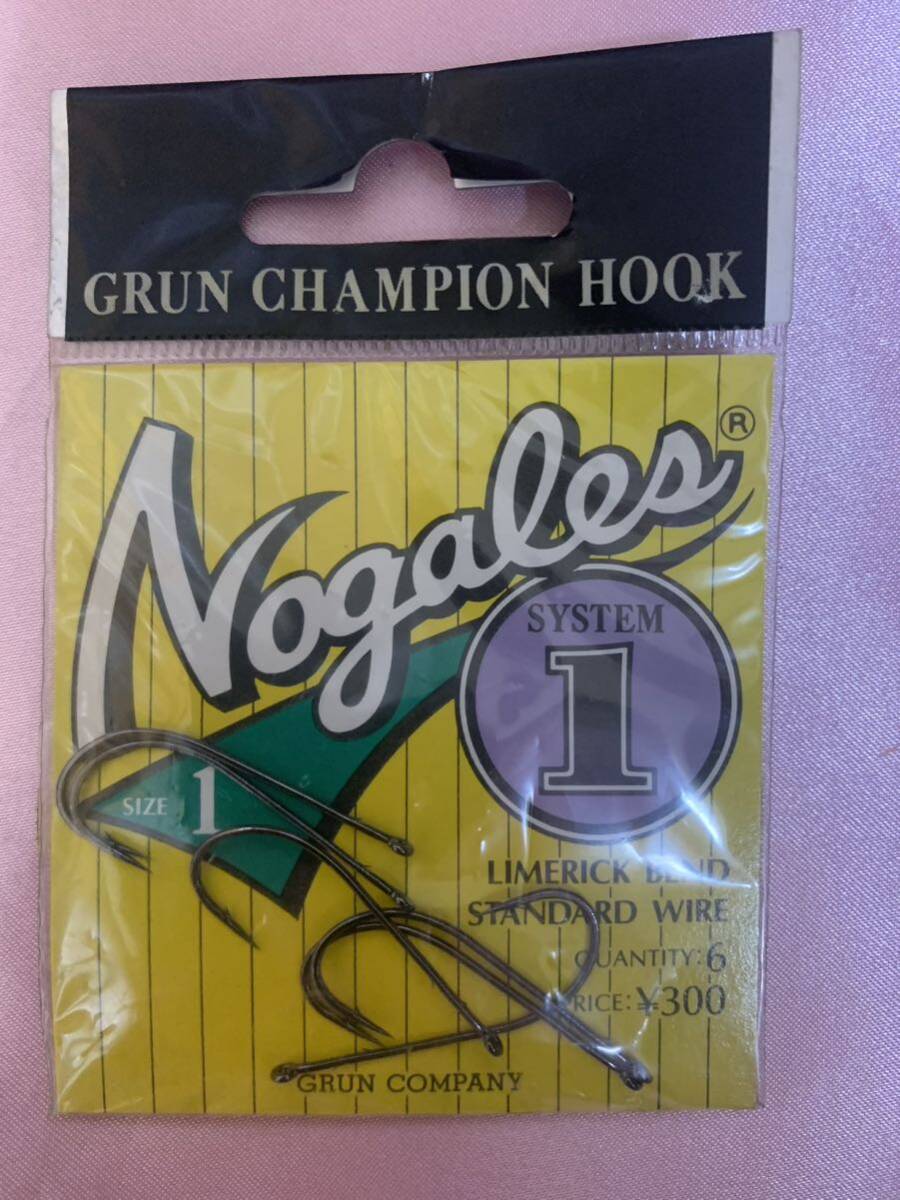 GRUN CHAMPION HOOK
Nogales®
SYSTEM
1
SIZE 1
LIMERICK BEND
STANDARD WIRE
QUANTITY:6
PRICE:¥300
GRUN COMPANY